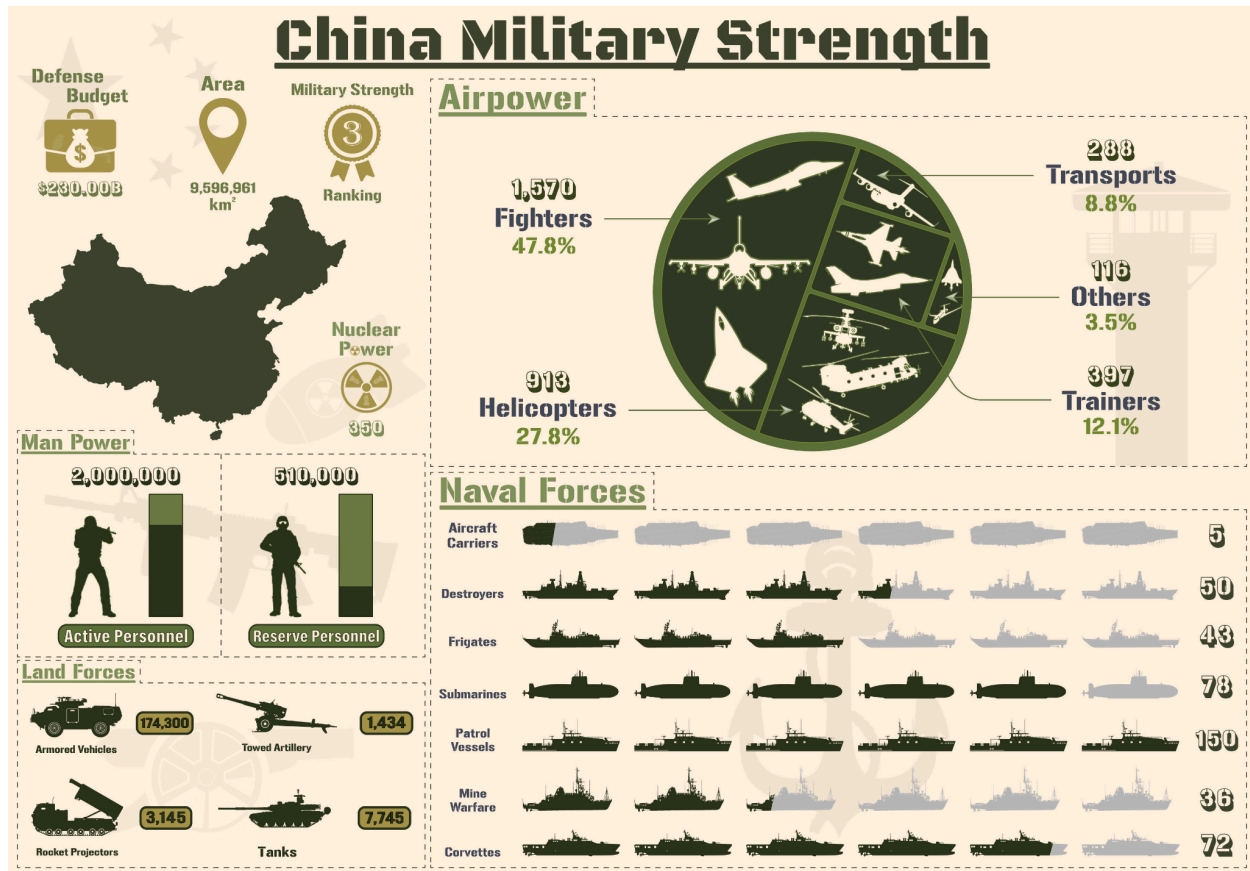 China Military Strength
Defense
Budget
$230.00B
Area
9,596,961
km²
Military Strength
3
Ranking
Nuclear
Power
350
Man Power
2,000,000
Active Personnel
510,000
Reserve Personnel
Land Forces
174,300
Armored Vehicles
1,434
Towed Artillery
3,145
Rocket Projectors
7,745
Tanks
Airpower
1,570
Fighters
47.8%
913
Helicopters
27.8%
288
Transports
8.8%
116
Others
3.5%
397
Trainers
12.1%
Naval Forces
Aircraft
Carriers
5
Destroyers
50
Frigates
43
Submarines
78
Patrol
Vessels
150
Mine
Warfare
36
Corvettes
72